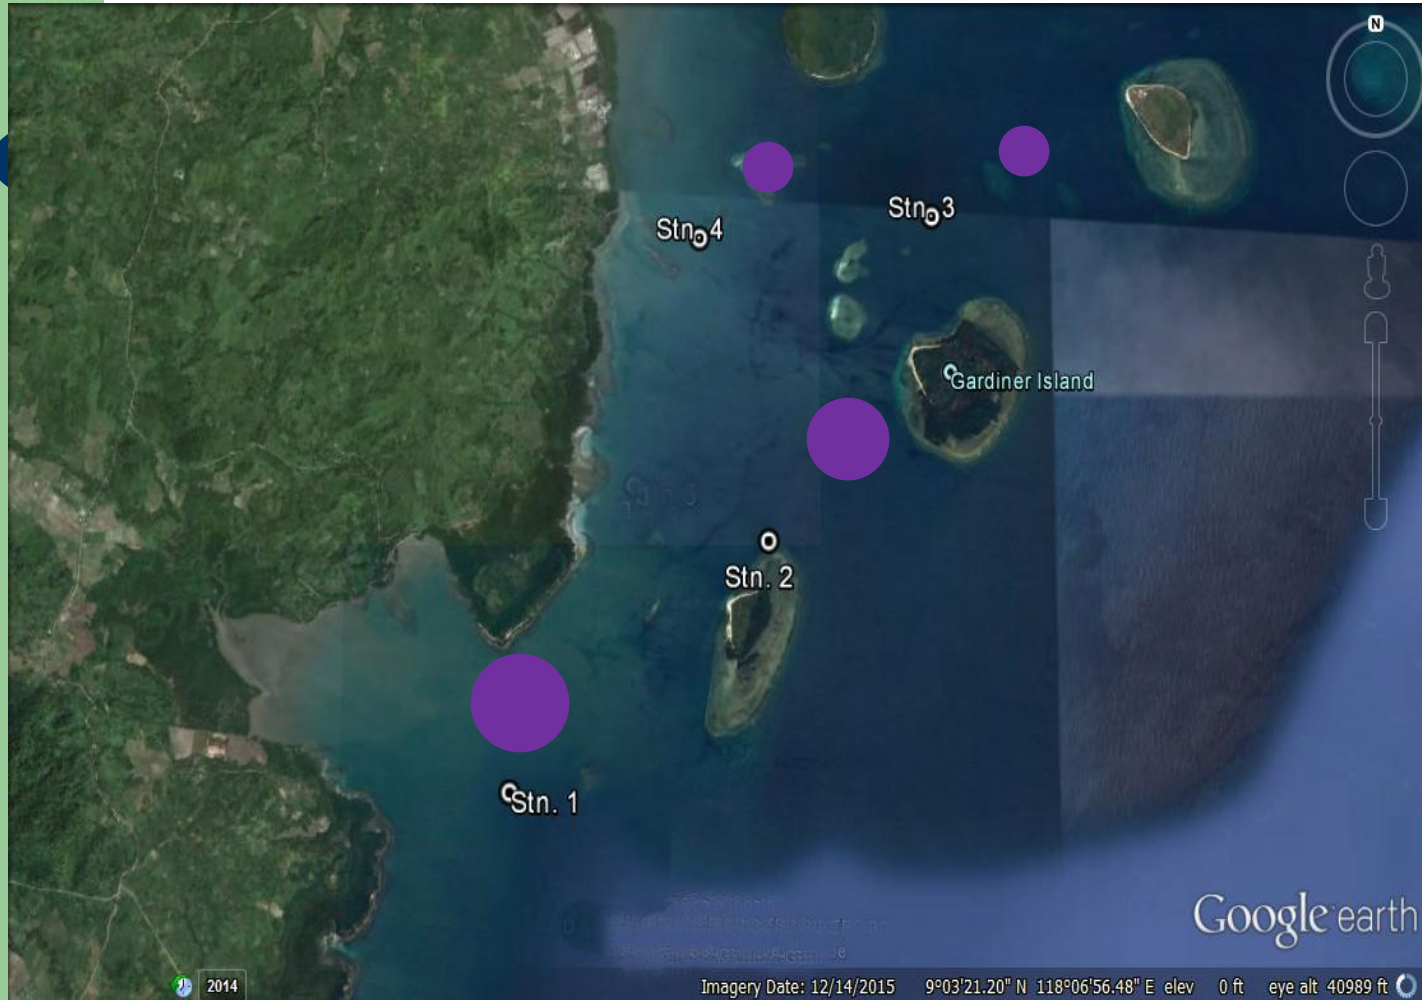 N
Stn. 3
Stn. 4
Gardiner Island
Stn. 2
Stn. 1
Google earth
2014
Imagery Date: 12/14/2015 9°03'21.20" N 118°06'56.48" E elev 0 ft eye alt 40989 ft